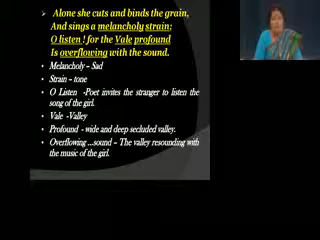 Alone she cuts and binds the grain,
And sings a melancholy strain;
O listen ! for the Vale profound
Is overflowing with the sound.
• Melancholy – Sad
• Strain – tone
• O Listen -Poet invites the stranger to listen the
song of the girl.
• Vale -Valley
• Profound - wide and deep secluded valley.
• Overflowing ...sound – The valley resounding with
the music of the girl.